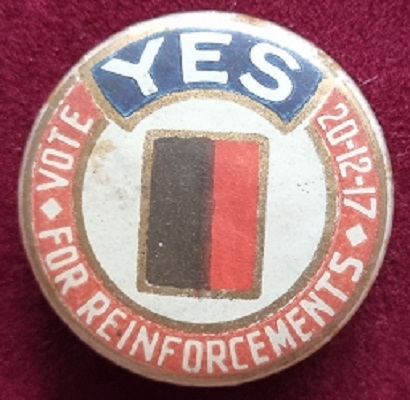 YES
VOTE
FOR REINFORCEMENTS
20-12-17